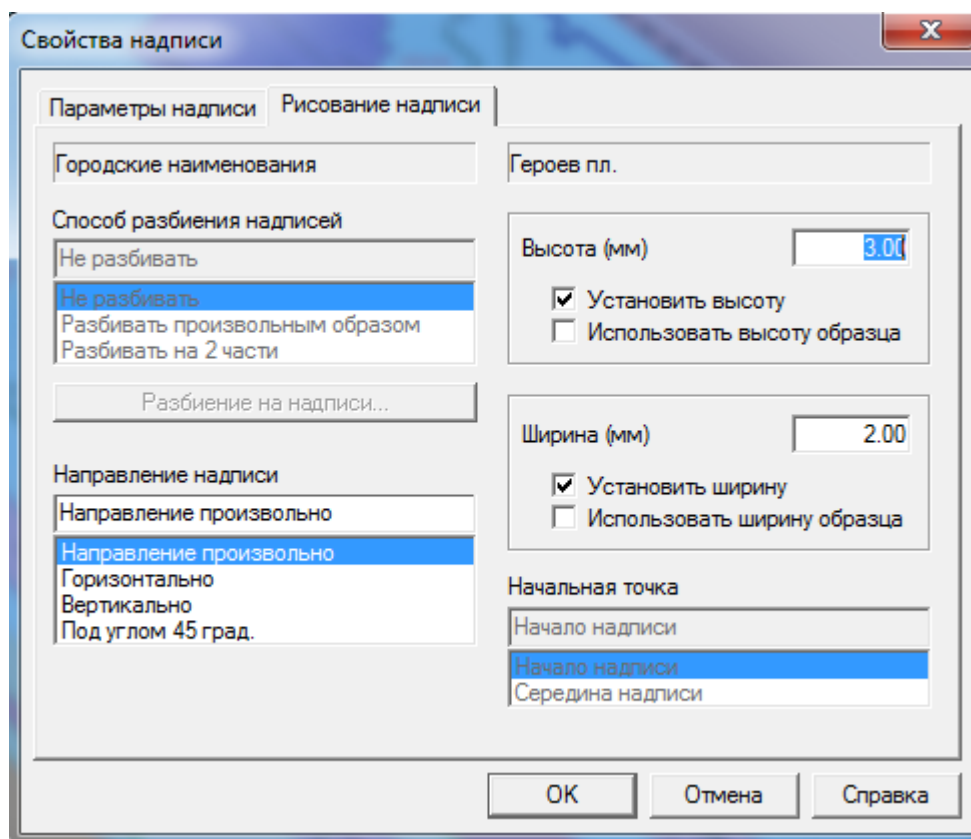 Свойства надписи
Параметры надписи
Рисование надписи
Городские наименования
Способ разбиения надписей
Не разбивать
Не разбивать
Разбивать произвольным образом
Разбивать на 2 части
Разбиение на надписи...
Направление надписи
Направление произвольно
Направление произвольно
Горизонтально
Вертикально
Под углом 45 град.
Героев пл.
Высота (мм)
3.00
Установить высоту
Использовать высоту образца
Ширина (мм)
2.00
Установить ширину
Использовать ширину образца
Начальная точка
Начало надписи
Начало надписи
Середина надписи
OK
Отмена
Справка